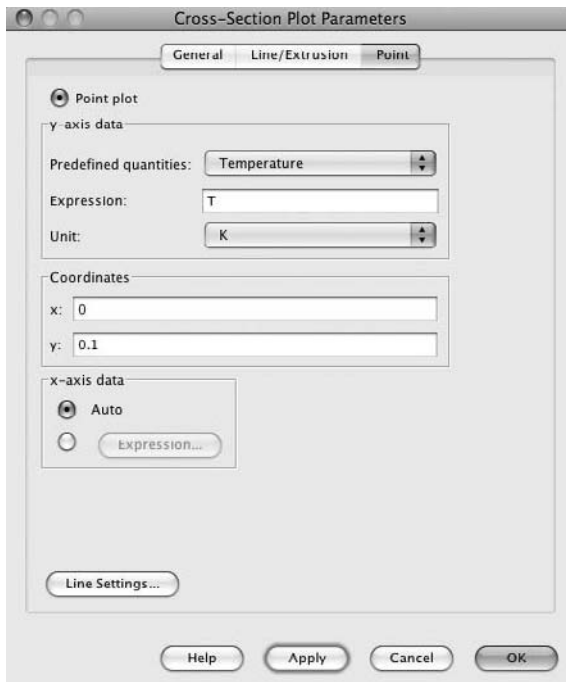 Cross-Section Plot Parameters
General Line/Extrusion Point
Point plot
y-axis data
Predefined quantities: Temperature
Expression: T
Unit: K
Coordinates
x: 0
y: 0.1
x-axis data
Auto
Expression...
Line Settings...
Help Apply Cancel OK